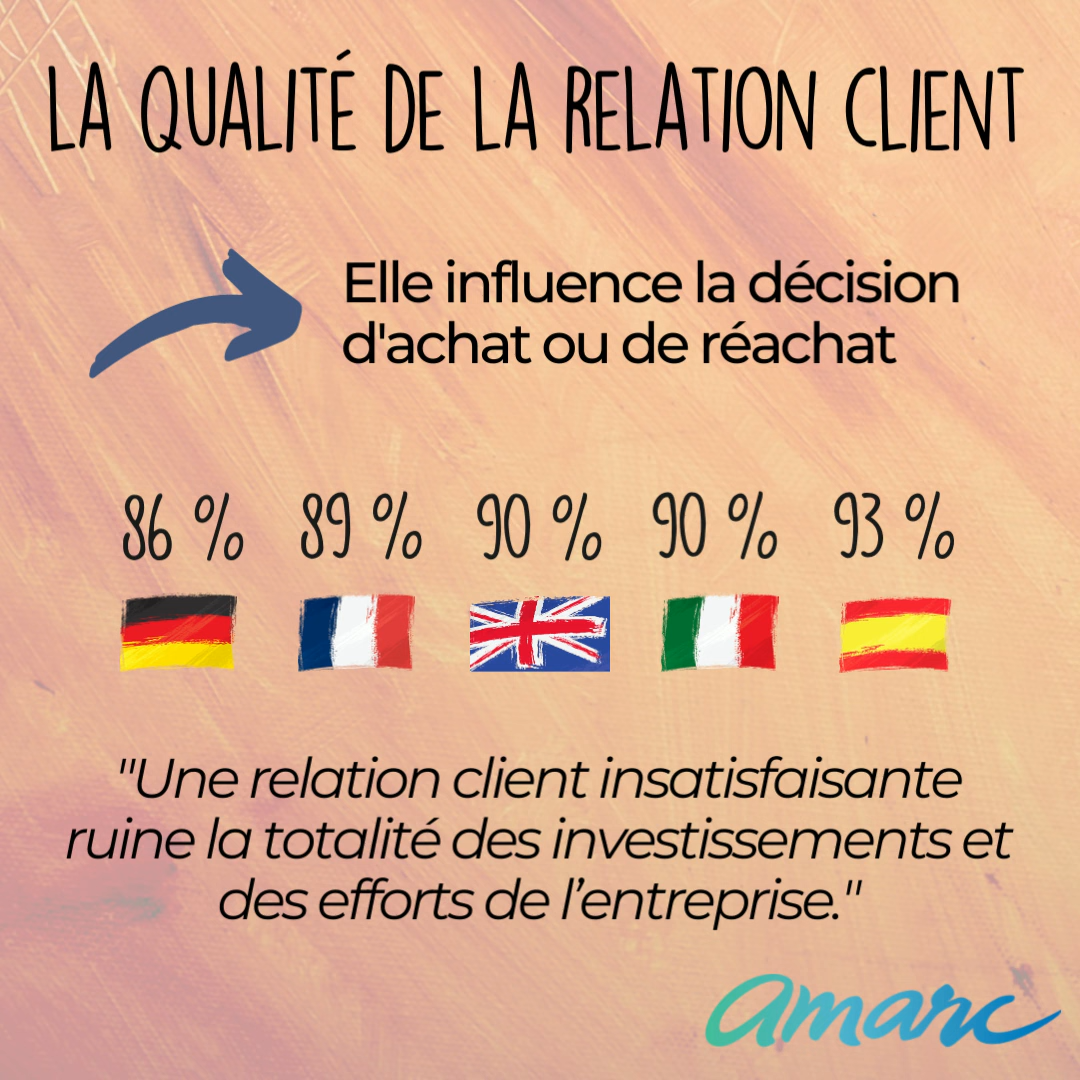 LA QUALITÉ DE LA RELATION CLIENT
Elle influence la décision
d'achat ou de réachat
86 % 89 % 90 % 90 % 93 %
"Une relation client insatisfaisante
ruine la totalité des investissements et
des efforts de l’entreprise."
amarc